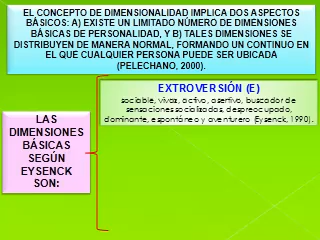 EL CONCEPTO DE DIMENSIONALIDAD IMPLICA DOS ASPECTOS
BÁSICOS: A) EXISTE UN LIMITADO NÚMERO DE DIMENSIONES
BÁSICAS DE PERSONALIDAD, Y B) TALES DIMENSIONES SE
DISTRIBUYEN DE MANERA NORMAL, FORMANDO UN CONTINUO EN
EL QUE CUALQUIER PERSONA PUEDE SER UBICADA
(PELECHANO, 2000).
EXTROVERSIÓN (E)
sociable, vivaz, activo, asertivo, buscador de
sensaciones socializadas, despreocupado,
dominante, espontáneo y aventurero (Eysenck, 1990).
LAS
DIMENSIONES
BÁSICAS
SEGÚN
EYSENCK
SON: